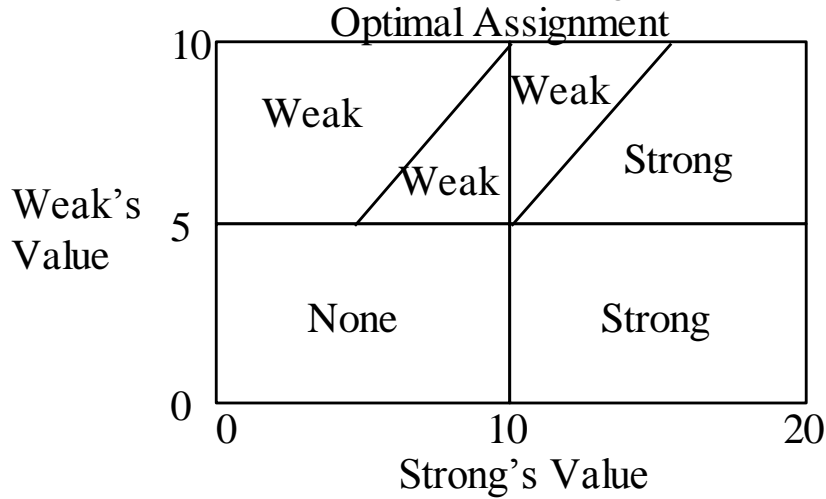 Optimal Assignment
10
Weak
Weak
Strong
Weak
Weak's
Value
5
None
Strong
0
0
10
20
Strong's Value